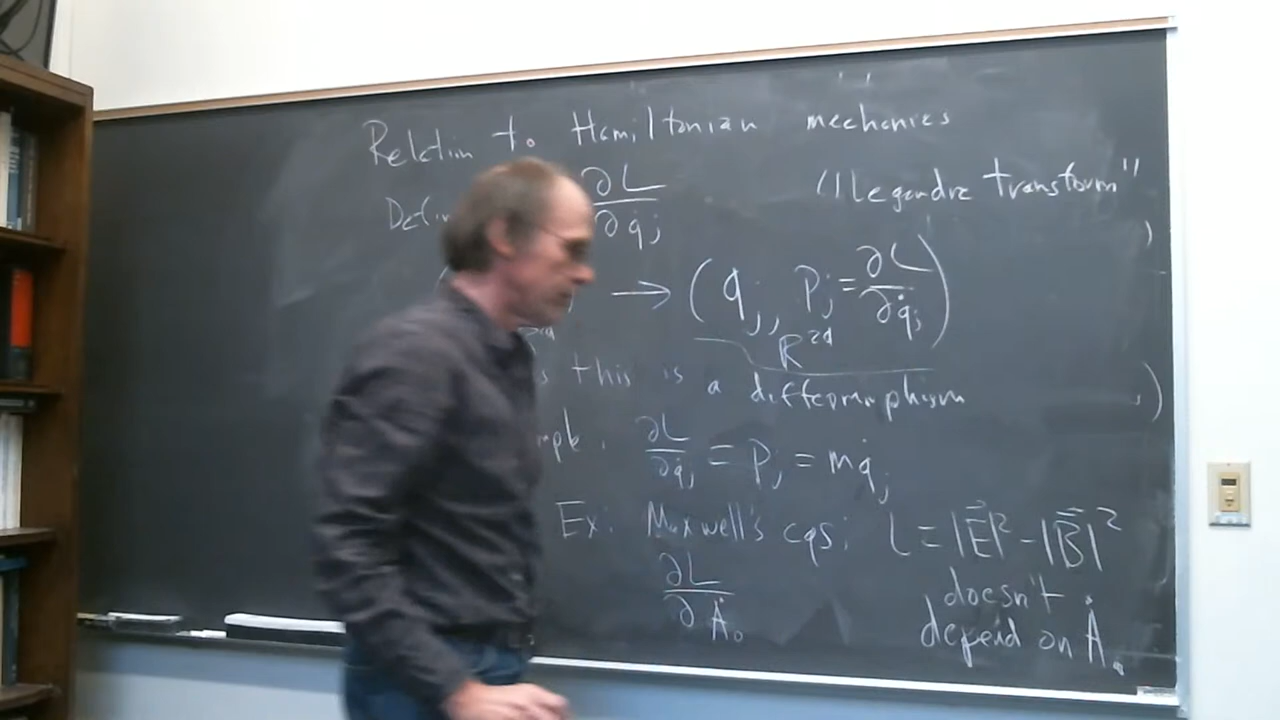 Relation to Hamiltonian mechanics
∂L/∂q̇j "Legendre transform"
→ (qj, Pj = ∂L/∂q̇j)
ℝ^2d
this is a diffeomorphism
∂L/∂q̇j = Pj = mq̇j
Ex: Maxwell's eqs: L = |E⃗|² - |B⃗|²
∂L/∂Ȧ₀ doesn't
depend on Ȧ₀